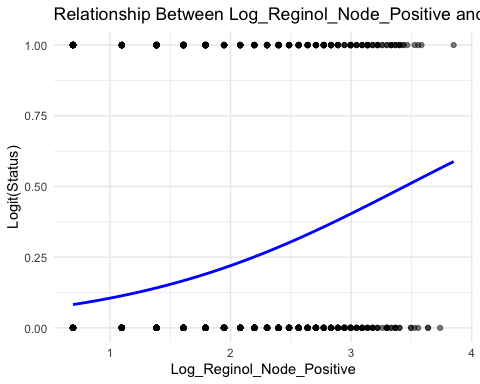 Relationship Between Log_Reginol_Node_Positive and
1.00
0.75
0.50
0.25
0.00
Logit(Status)
1 2 3 4
Log_Reginol_Node_Positive